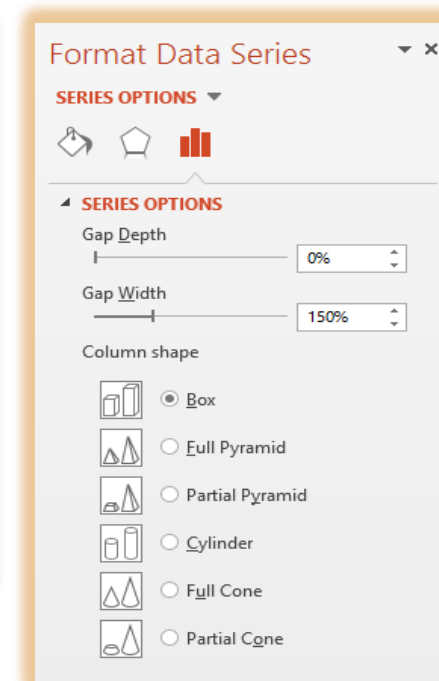 Format Data Series
SERIES OPTIONS
SERIES OPTIONS
Gap Depth
0%
Gap Width
150%
Column shape
Box
Full Pyramid
Partial Pyramid
Cylinder
Full Cone
Partial Cone